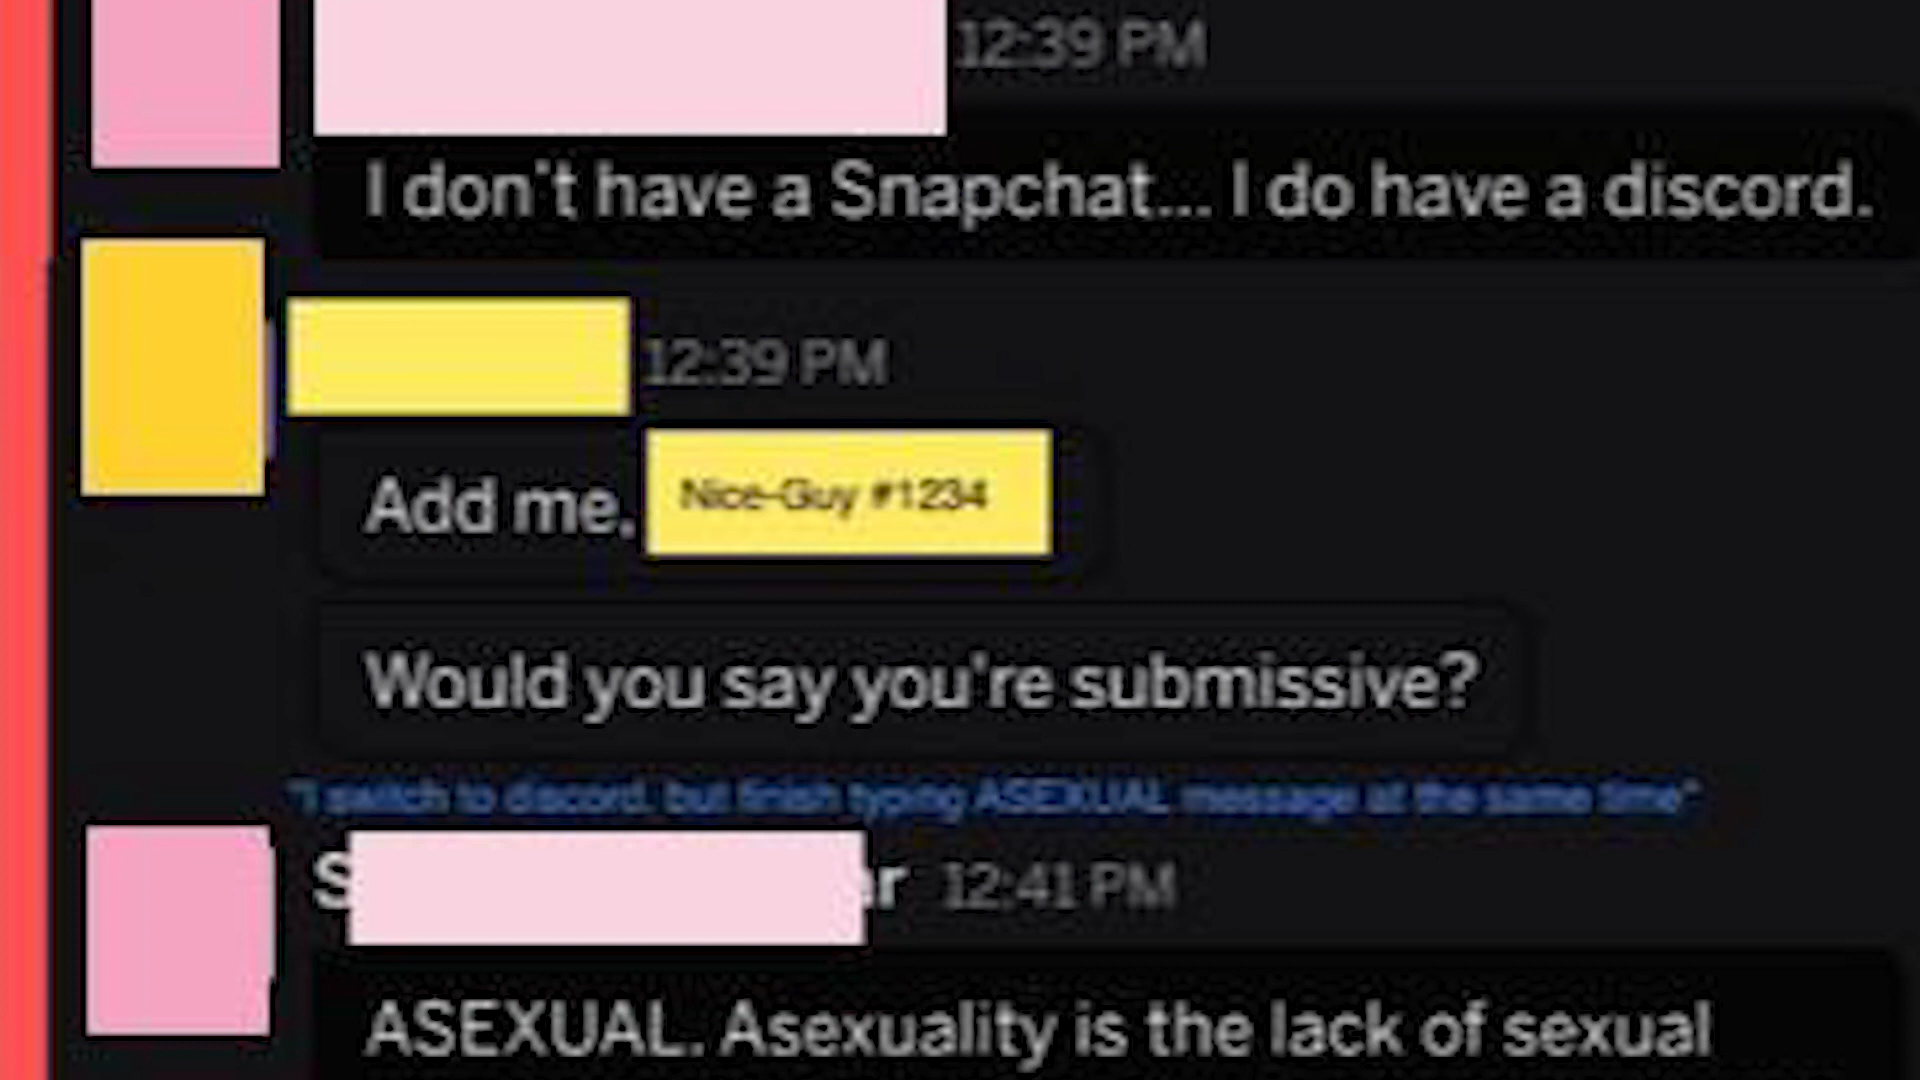 12:39 PM
I don't have a Snapchat... I do have a discord.
12:39 PM
Add me. Nice-Guy #1234
Would you say you're submissive?
"I switch to discord, but finish typing ASEXUAL message at the same time"
S ar 12:41 PM
ASEXUAL. Asexuality is the lack of sexual